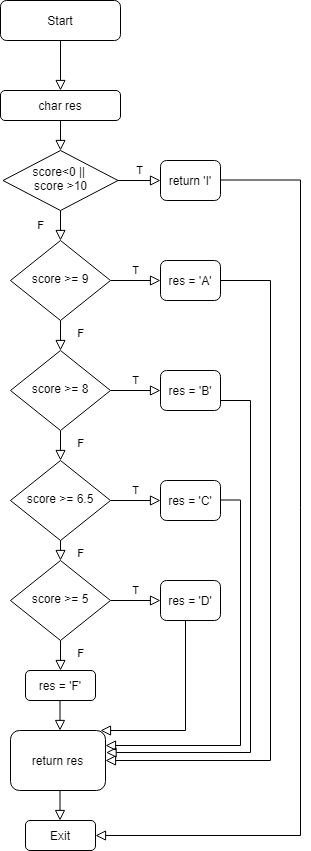 Start
char res
score<0 ||
score >10
T
return 'I'
F
score >= 9
T
res = 'A'
F
score >= 8
T
res = 'B'
F
score >= 6.5
T
res = 'C'
F
score >= 5
T
res = 'D'
F
res = 'F'
return res
Exit